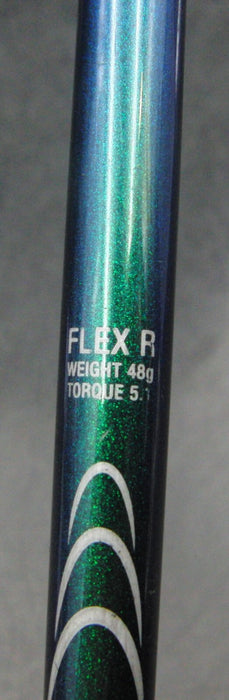 FLEX R
WEIGHT 48g
TORQUE 5.1